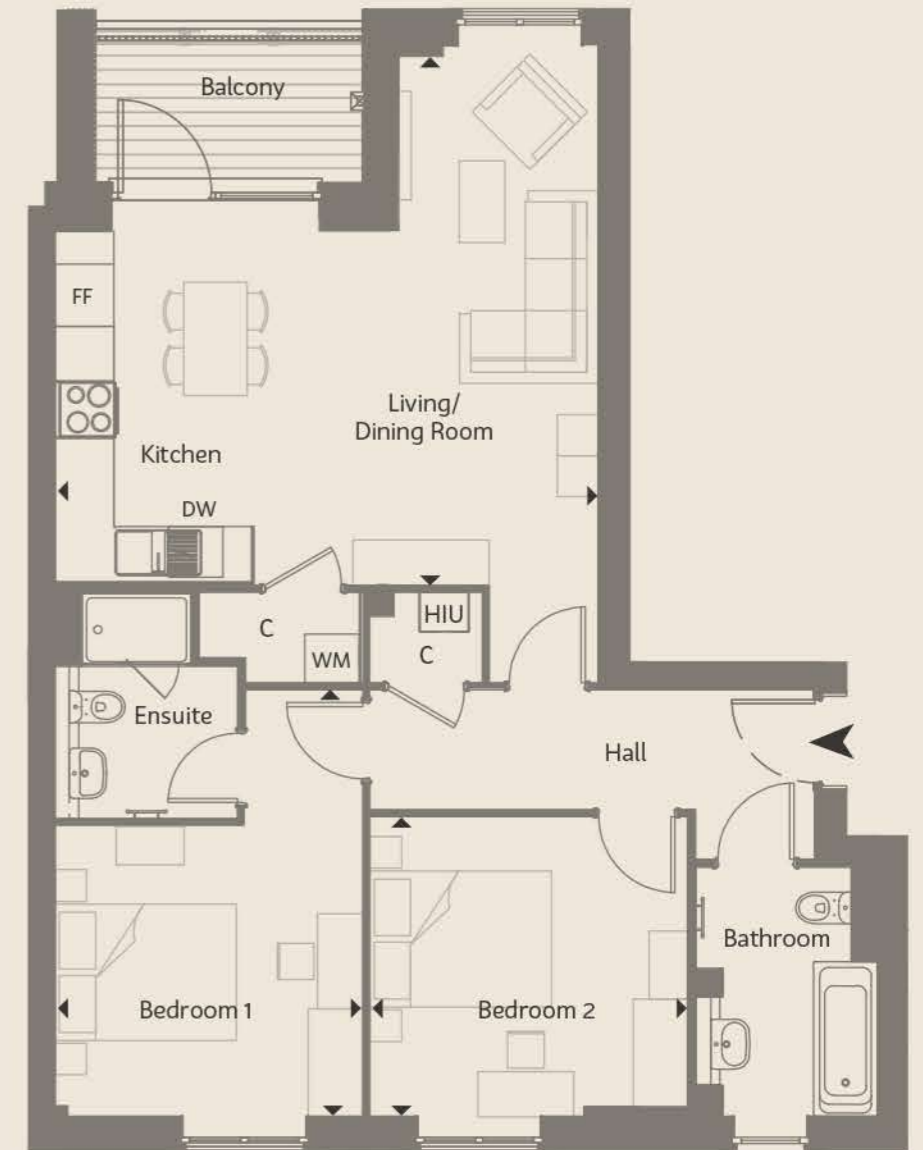 Balcony
FF
Living/
Dining Room
Kitchen
DW
HIU
C
C
WM
Ensuite
Hall
Bathroom
Bedroom 1
Bedroom 2